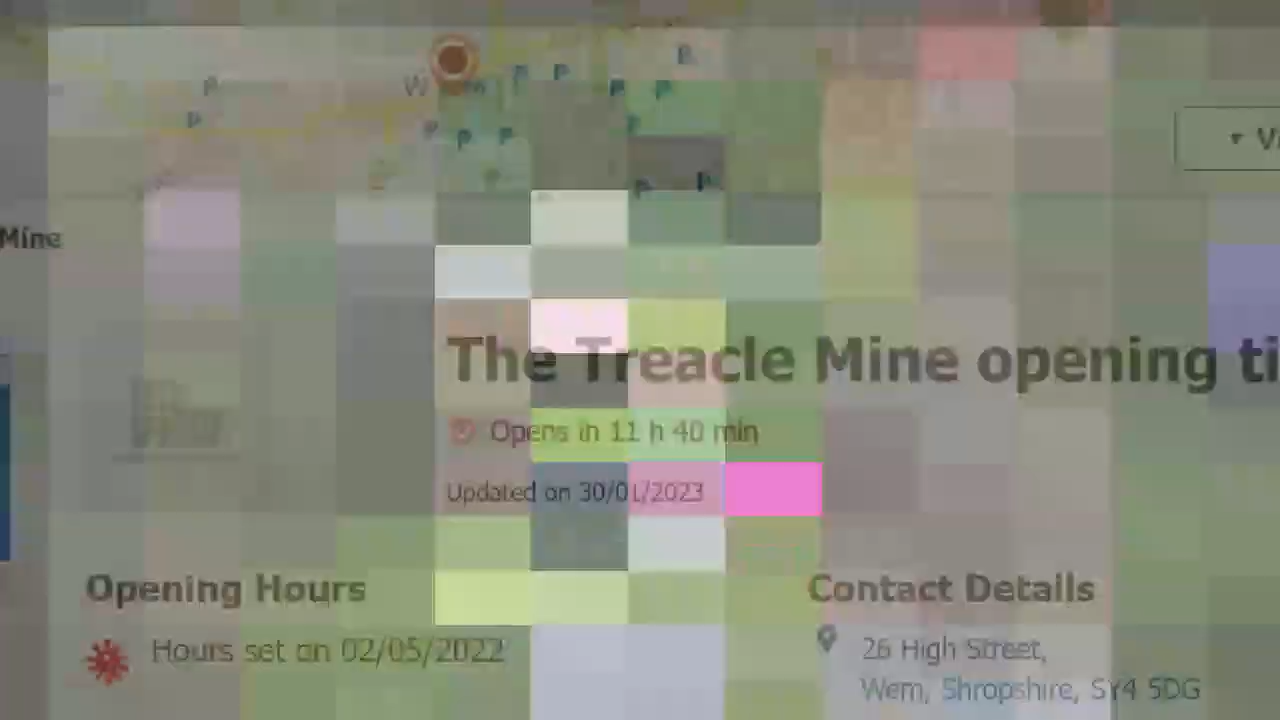 P P P P P P
P P P P P P
P P
Mine
The Treacle Mine opening ti
Opens in 11 h 40 min
Updated on 30/01/2023
Opening Hours
Contact Details
Hours set on 02/05/2022
26 High Street,
Wem, Shropshire, SY4 5DG